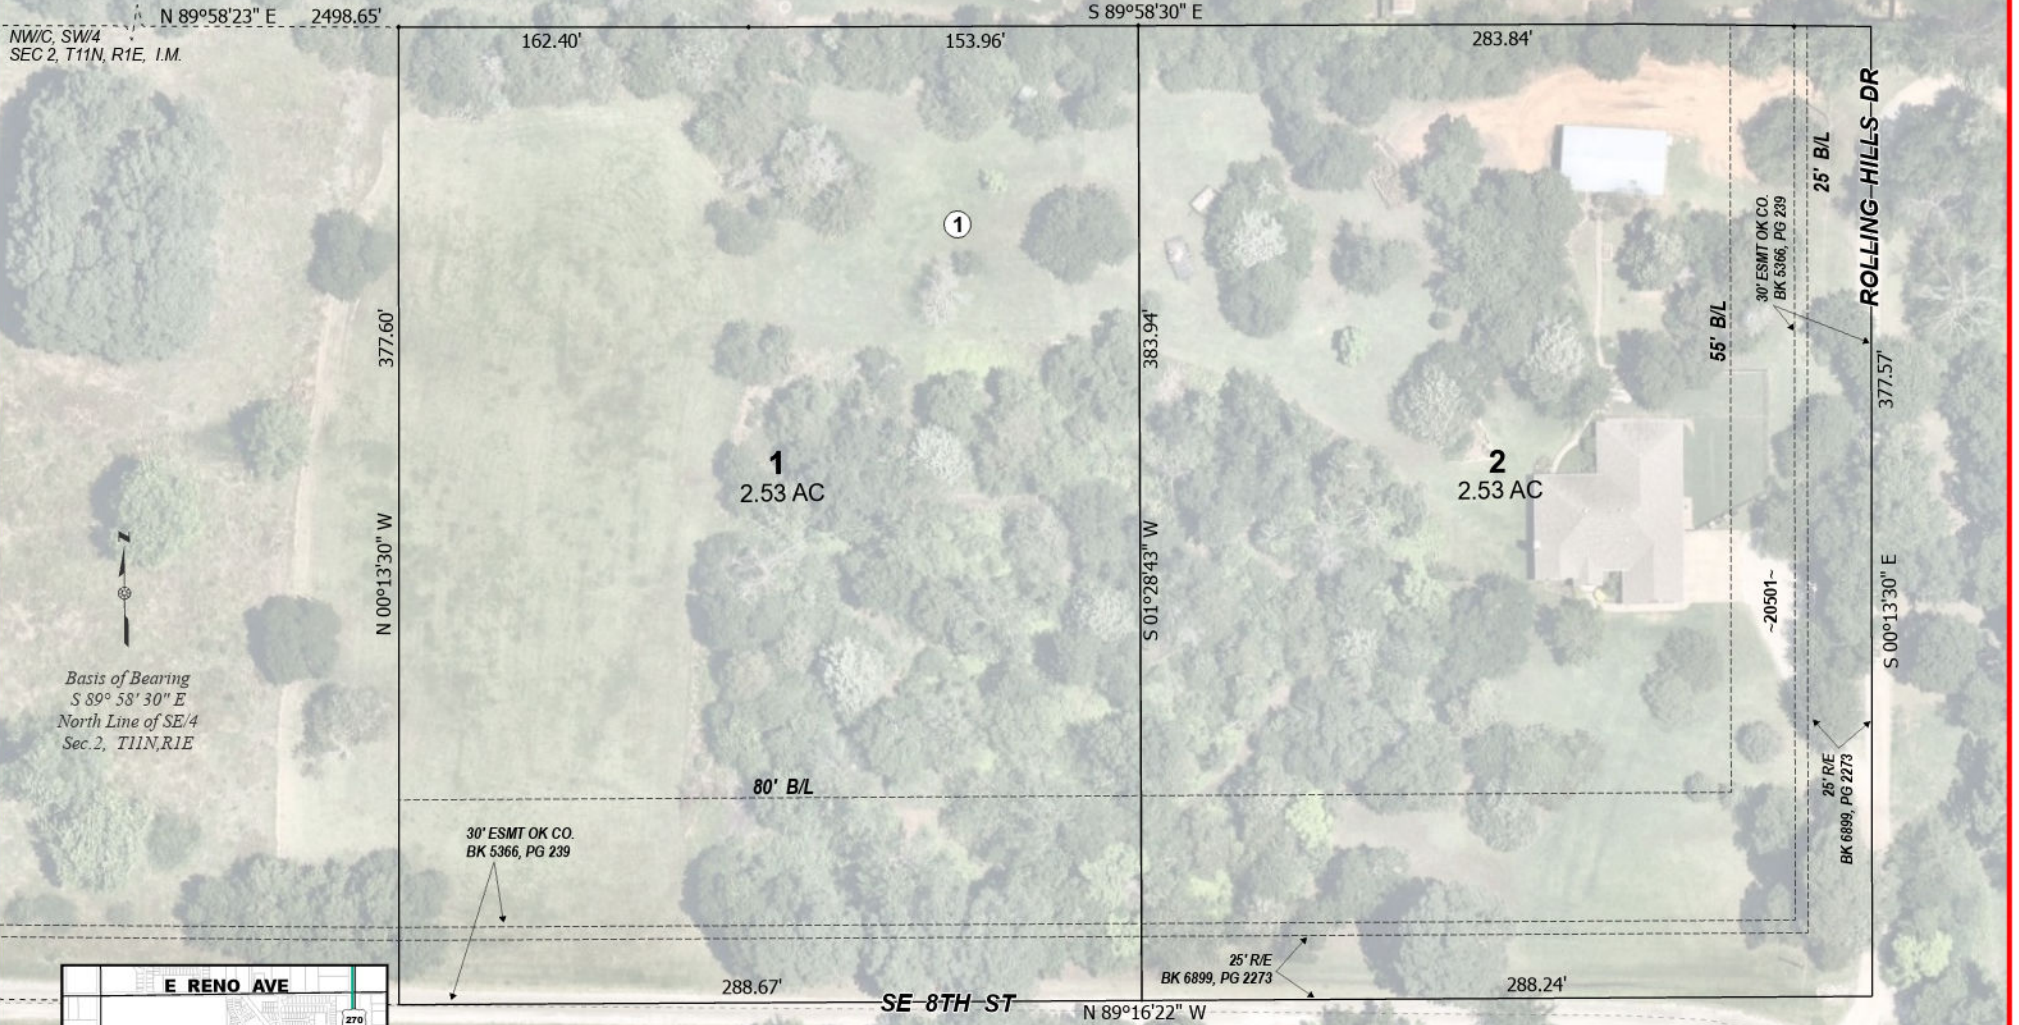 N 89°58'23" E 2498.65'
S 89°58'30" E
NW/C, SW/4
SEC 2, T11N, R1E, I.M.
162.40'
153.96'
283.84'
ROLLING HILLS DR
25' B/L
30' ESMT OK CO.
BK 5366, PG 239
1
55' B/L
377.60'
383.94'
377.57'
1
2.53 AC
2
2.53 AC
N 00°13'30" W
S 01°28'43" W
~20501~
S 00°13'30" E
N
Basis of Bearing
S 89° 58' 30" E
North Line of SE/4
Sec.2, T11N,R1E
80' B/L
25' R/E
BK 6899, PG 2273
30' ESMT OK CO.
BK 5366, PG 239
25' R/E
BK 6899, PG 2273
E RENO AVE
270
288.67'
SE 8TH ST
288.24'
N 89°16'22" W